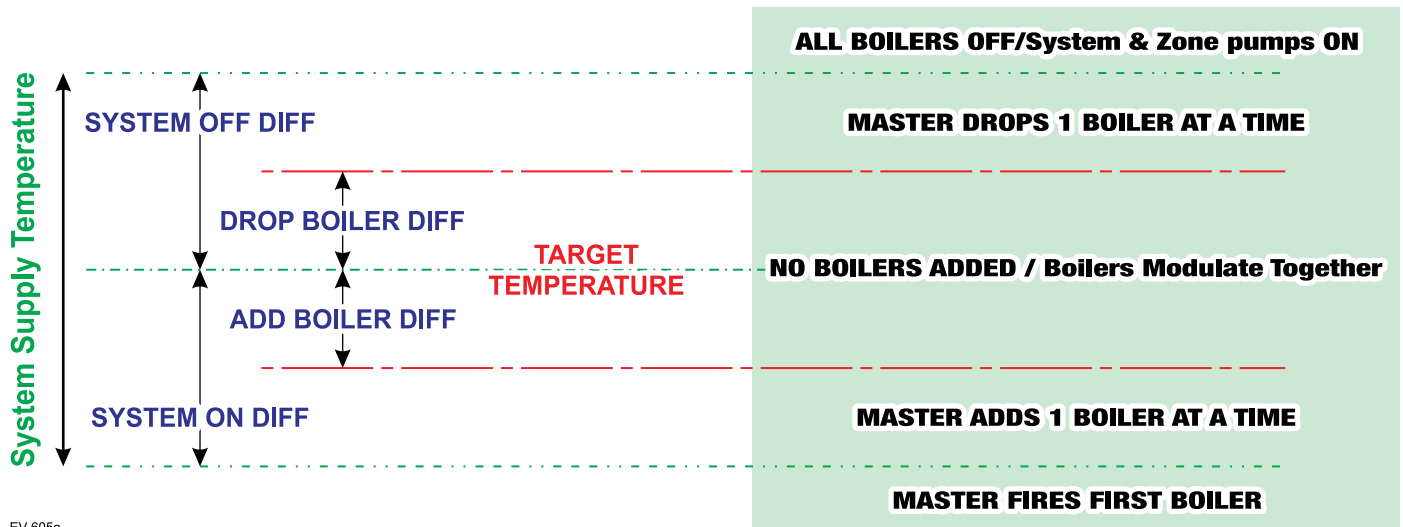 ALL BOILERS OFF/System & Zone pumps ON
System Supply Temperature
SYSTEM OFF DIFF
MASTER DROPS 1 BOILER AT A TIME
DROP BOILER DIFF
TARGET
TEMPERATURE
NO BOILERS ADDED / Boilers Modulate Together
ADD BOILER DIFF
SYSTEM ON DIFF
MASTER ADDS 1 BOILER AT A TIME
MASTER FIRES FIRST BOILER